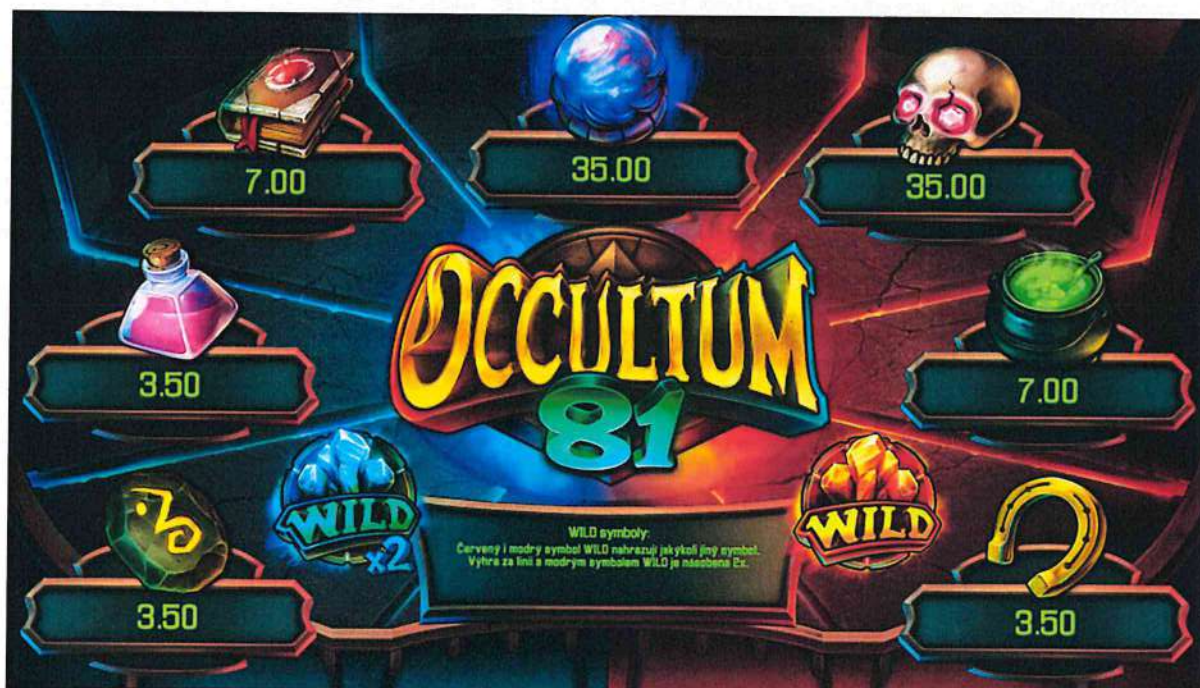 7.00
35.00
35.00
OCCULTUM
81
3.50
7.00
WILD
x2
WILD
WILD symboly:
Červený i modrý symbol WILD nahrazují jakýkoli jiný symbol.
Výhra za linii s modrým symbolem WILD je násobena 2x.
3.50
3.50